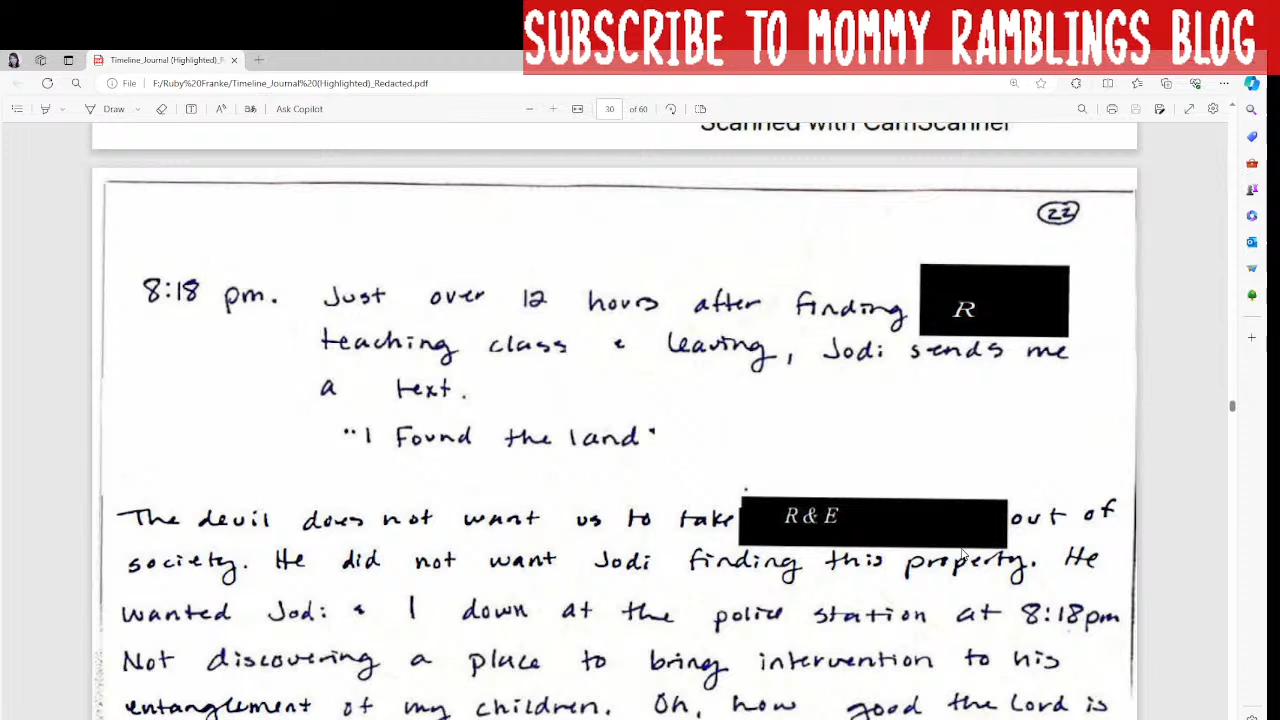 SUBSCRIBE TO MOMMY RAMBLINGS BLOG
Timeline_Journal (Highlighted)_R
File F:/Ruby%20Franke/Timeline_Journal%20(Highlighted)_Redacted.pdf
Draw Ask Copilot 30 of 60
Scanned with CamScanner
22
8:18 pm. Just over 12 hours after finding R
teaching class & leaving, Jodi sends me
a text.
"I Found the land"
The devil does not want us to take R & E out of
society. He did not want Jodi finding this property. He
wanted Jodi & I down at the police station at 8:18pm
Not discovering a place to bring intervention to his
entanglement of my children. Oh, how good the Lord is